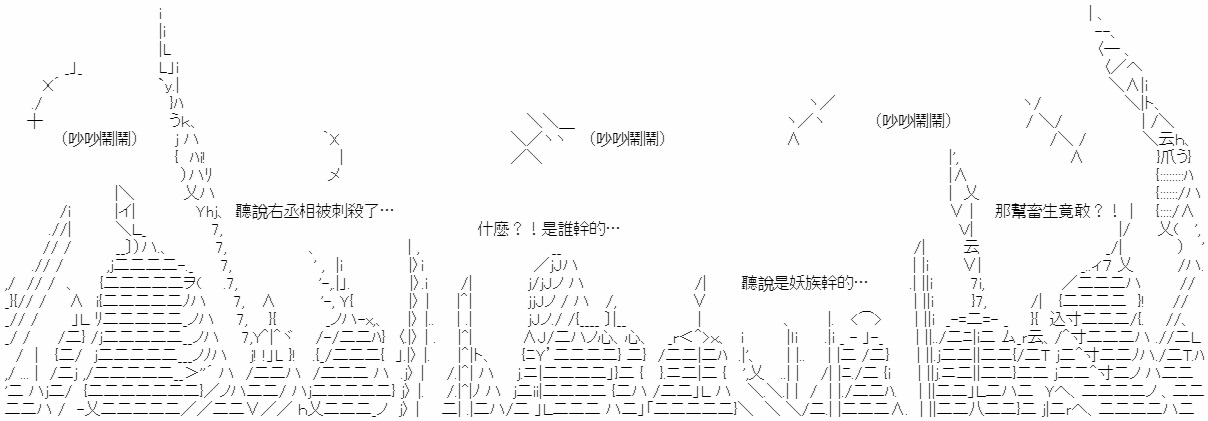 （吵吵鬧鬧）
（吵吵鬧鬧）
（吵吵鬧鬧）
聽說右丞相被刺殺了…
那幫畜生竟敢？！
什麼？！是誰幹的…
聽說是妖族幹的…